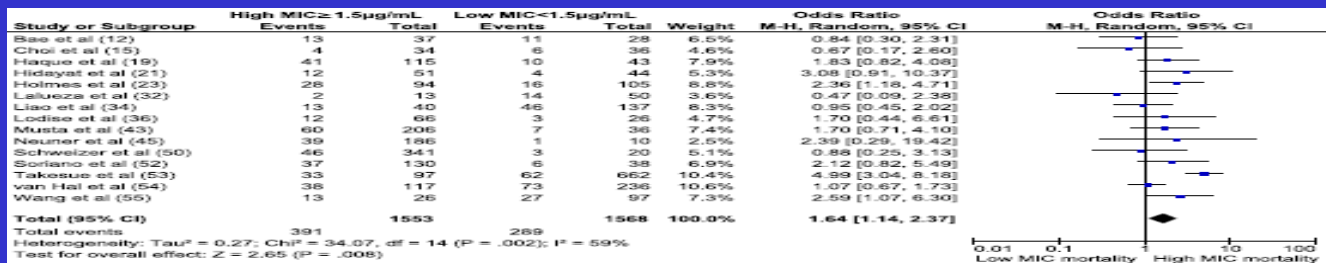 High MIC≥ 1.5µg/mL Low MIC<1.5µg/mL Odds Ratio Odds Ratio
Study or Subgroup Events Total Events Total Weight M-H, Random, 95% CI M-H, Random, 95% CI
Bae et al (12) 13 37 11 28 6.5% 0.84 [0.30, 2.31]
Choi et al (15) 4 34 6 36 4.6% 0.67 [0.17, 2.60]
Haque et al (19) 41 115 10 43 7.9% 1.83 [0.82, 4.08]
Hidayat et al (21) 12 51 4 44 5.3% 3.08 [0.91, 10.37]
Holmes et al (23) 28 94 16 105 8.8% 2.36 [1.18, 4.71]
Lalueza et al (32) 2 13 14 50 3.6% 0.47 [0.09, 2.38]
Liao et al (34) 13 40 46 137 8.3% 0.95 [0.45, 2.02]
Lodise et al (36) 12 66 3 26 4.7% 1.70 [0.44, 6.61]
Musta et al (43) 60 206 7 36 7.4% 1.70 [0.71, 4.10]
Neuner et al (45) 39 186 1 10 2.5% 2.39 [0.29, 19.42]
Schweizer et al (50) 46 341 3 20 5.1% 0.88 [0.25, 3.13]
Soriano et al (52) 37 130 6 38 6.9% 2.12 [0.82, 5.49]
Takesue et al (53) 33 97 62 662 10.4% 4.99 [3.04, 8.18]
van Hal et al (54) 38 117 73 236 10.6% 1.07 [0.67, 1.73]
Wang et al (55) 13 26 27 97 7.3% 2.59 [1.07, 6.30]
Total (95% CI) 1553 1568 100.0% 1.64 [1.14, 2.37]
Total events 391 289
Heterogeneity: Tau² = 0.27; Chi² = 34.07, df = 14 (P = .002); I² = 59%
Test for overall effect: Z = 2.65 (P = .008)
0.01 0.1 1 10 100
Low MIC mortality High MIC mortality